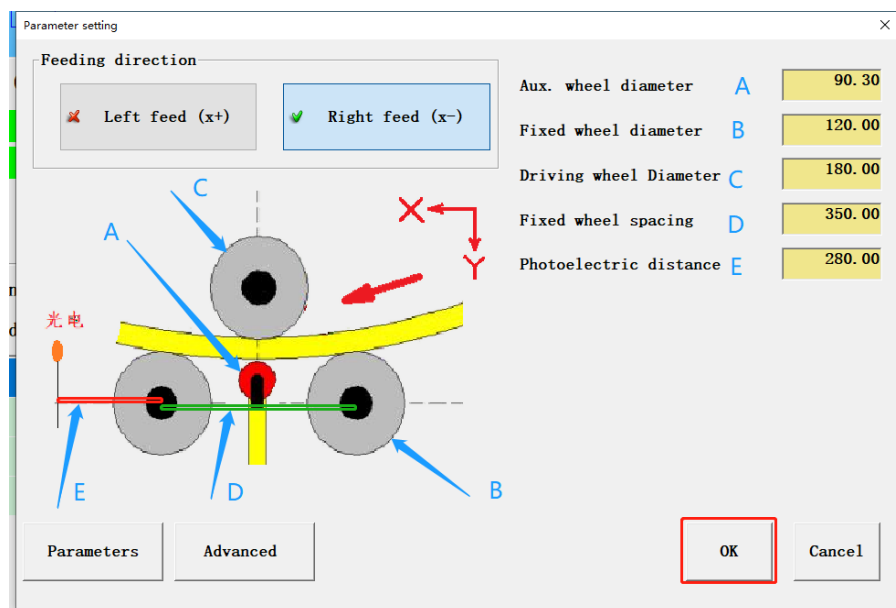 Parameter setting
Feeding direction
Left feed (x+)
Right feed (x-)
Aux. wheel diameter A 90.30
Fixed wheel diameter B 120.00
Driving wheel Diameter C 180.00
Fixed wheel spacing D 350.00
Photoelectric distance E 280.00
C
A
X
Y
光电
E
D
B
n
d
Parameters
Advanced
OK
Cancel